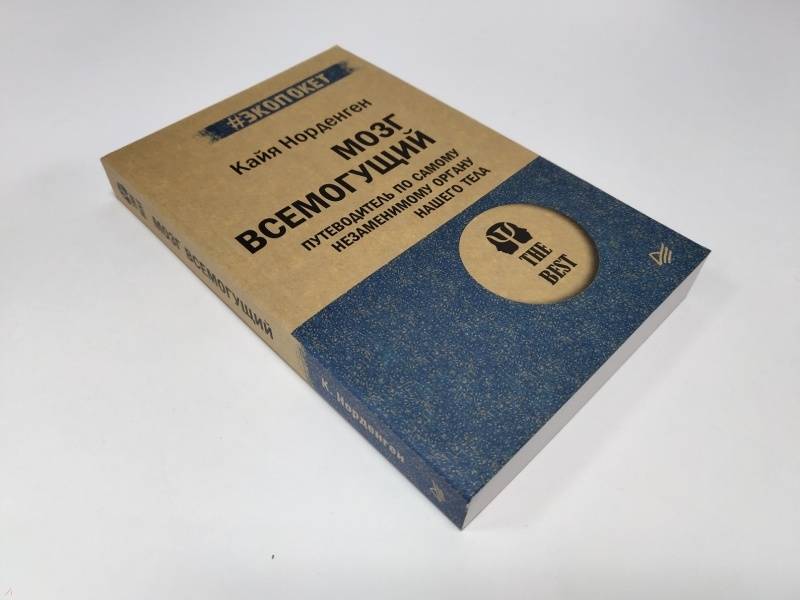 #ЭКОПОКЕТ
Кайя Норденген
МОЗГ
ВСЕМОГУЩИЙ
ПУТЕВОДИТЕЛЬ ПО САМОМУ
НЕЗАМЕНИМОМУ ОРГАНУ
НАШЕГО ТЕЛА
THE
BEST
МОЗГ ВСЕМОГУЩИЙ
К. Норденген